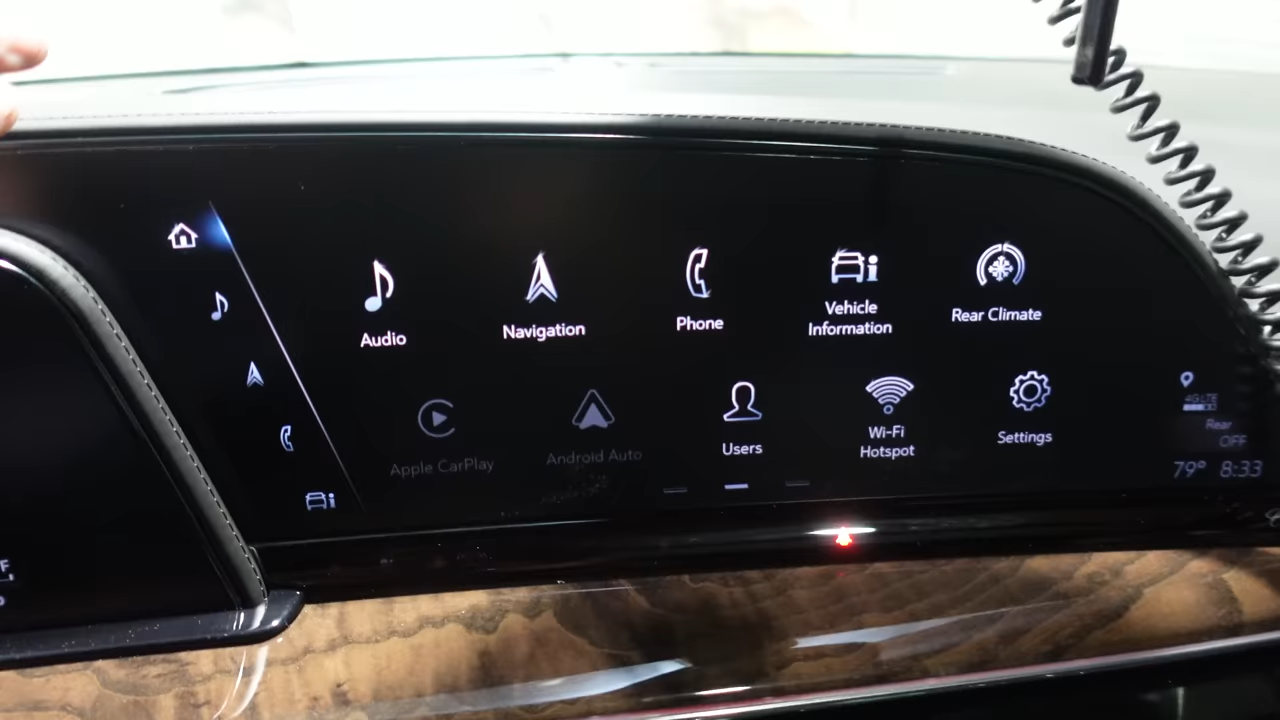 Audio
Navigation
Phone
Vehicle
Information
Rear Climate
Apple CarPlay
Android Auto
Users
Wi-Fi
Hotspot
Settings
4G LTE
Rear
OFF
79° 8:33
F